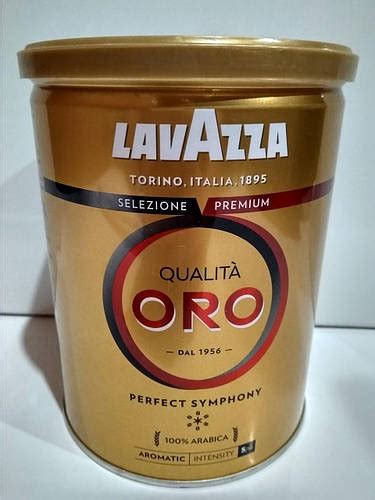 LAVAZZA
TORINO, ITALIA, 1895
SELEZIONE PREMIUM
QUALITÀ
ORO
— DAL 1956 —
PERFECT SYMPHONY
100% ARABICA
AROMATIC INTENSITY